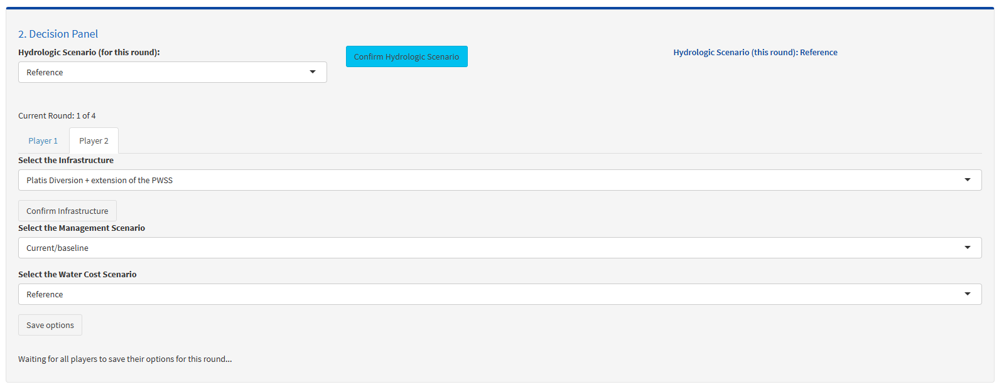 2. Decision Panel
Hydrologic Scenario (for this round):
Reference
Confirm Hydrologic Scenario
Hydrologic Scenario (this round): Reference
Current Round: 1 of 4
Player 1
Player 2
Select the Infrastructure
Platis Diversion + extension of the PWSS
Confirm Infrastructure
Select the Management Scenario
Current/baseline
Select the Water Cost Scenario
Reference
Save options
Waiting for all players to save their options for this round...